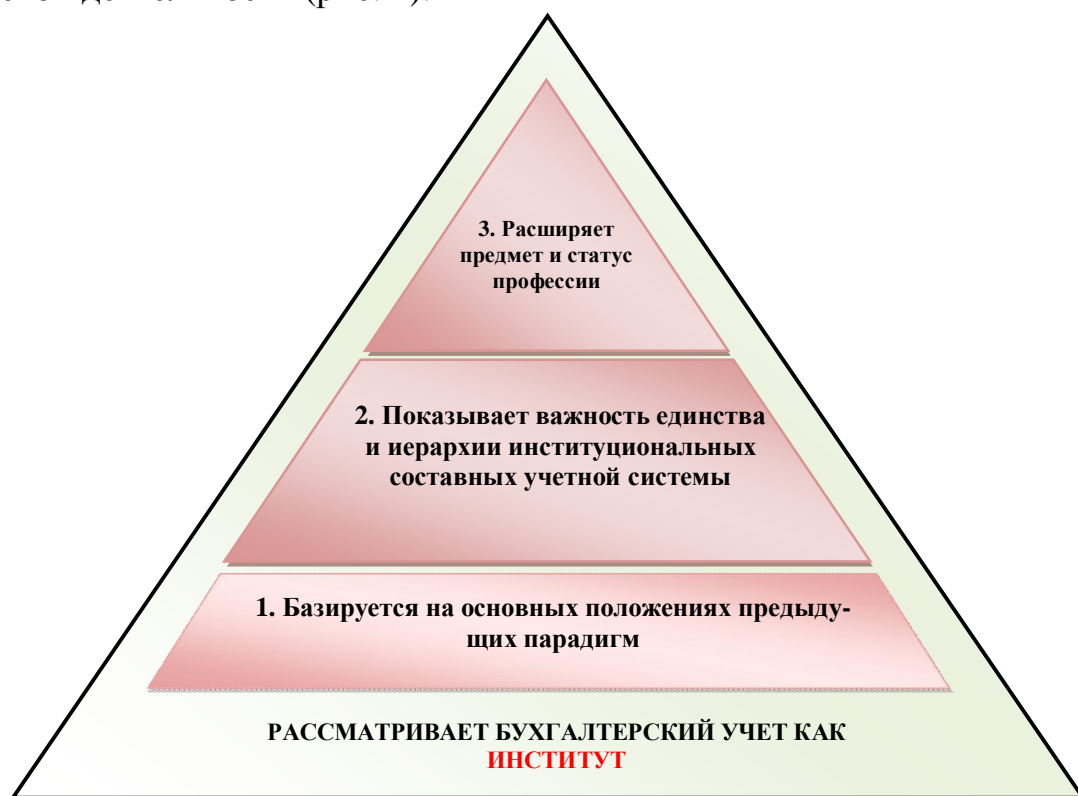 3. Расширяет
предмет и статус
профессии
2. Показывает важность единства
и иерархии институциональных
составных учетной системы
1. Базируется на основных положениях предыду-
щих парадигм
РАССМАТРИВАЕТ БУХГАЛТЕРСКИЙ УЧЕТ КАК
ИНСТИТУТ